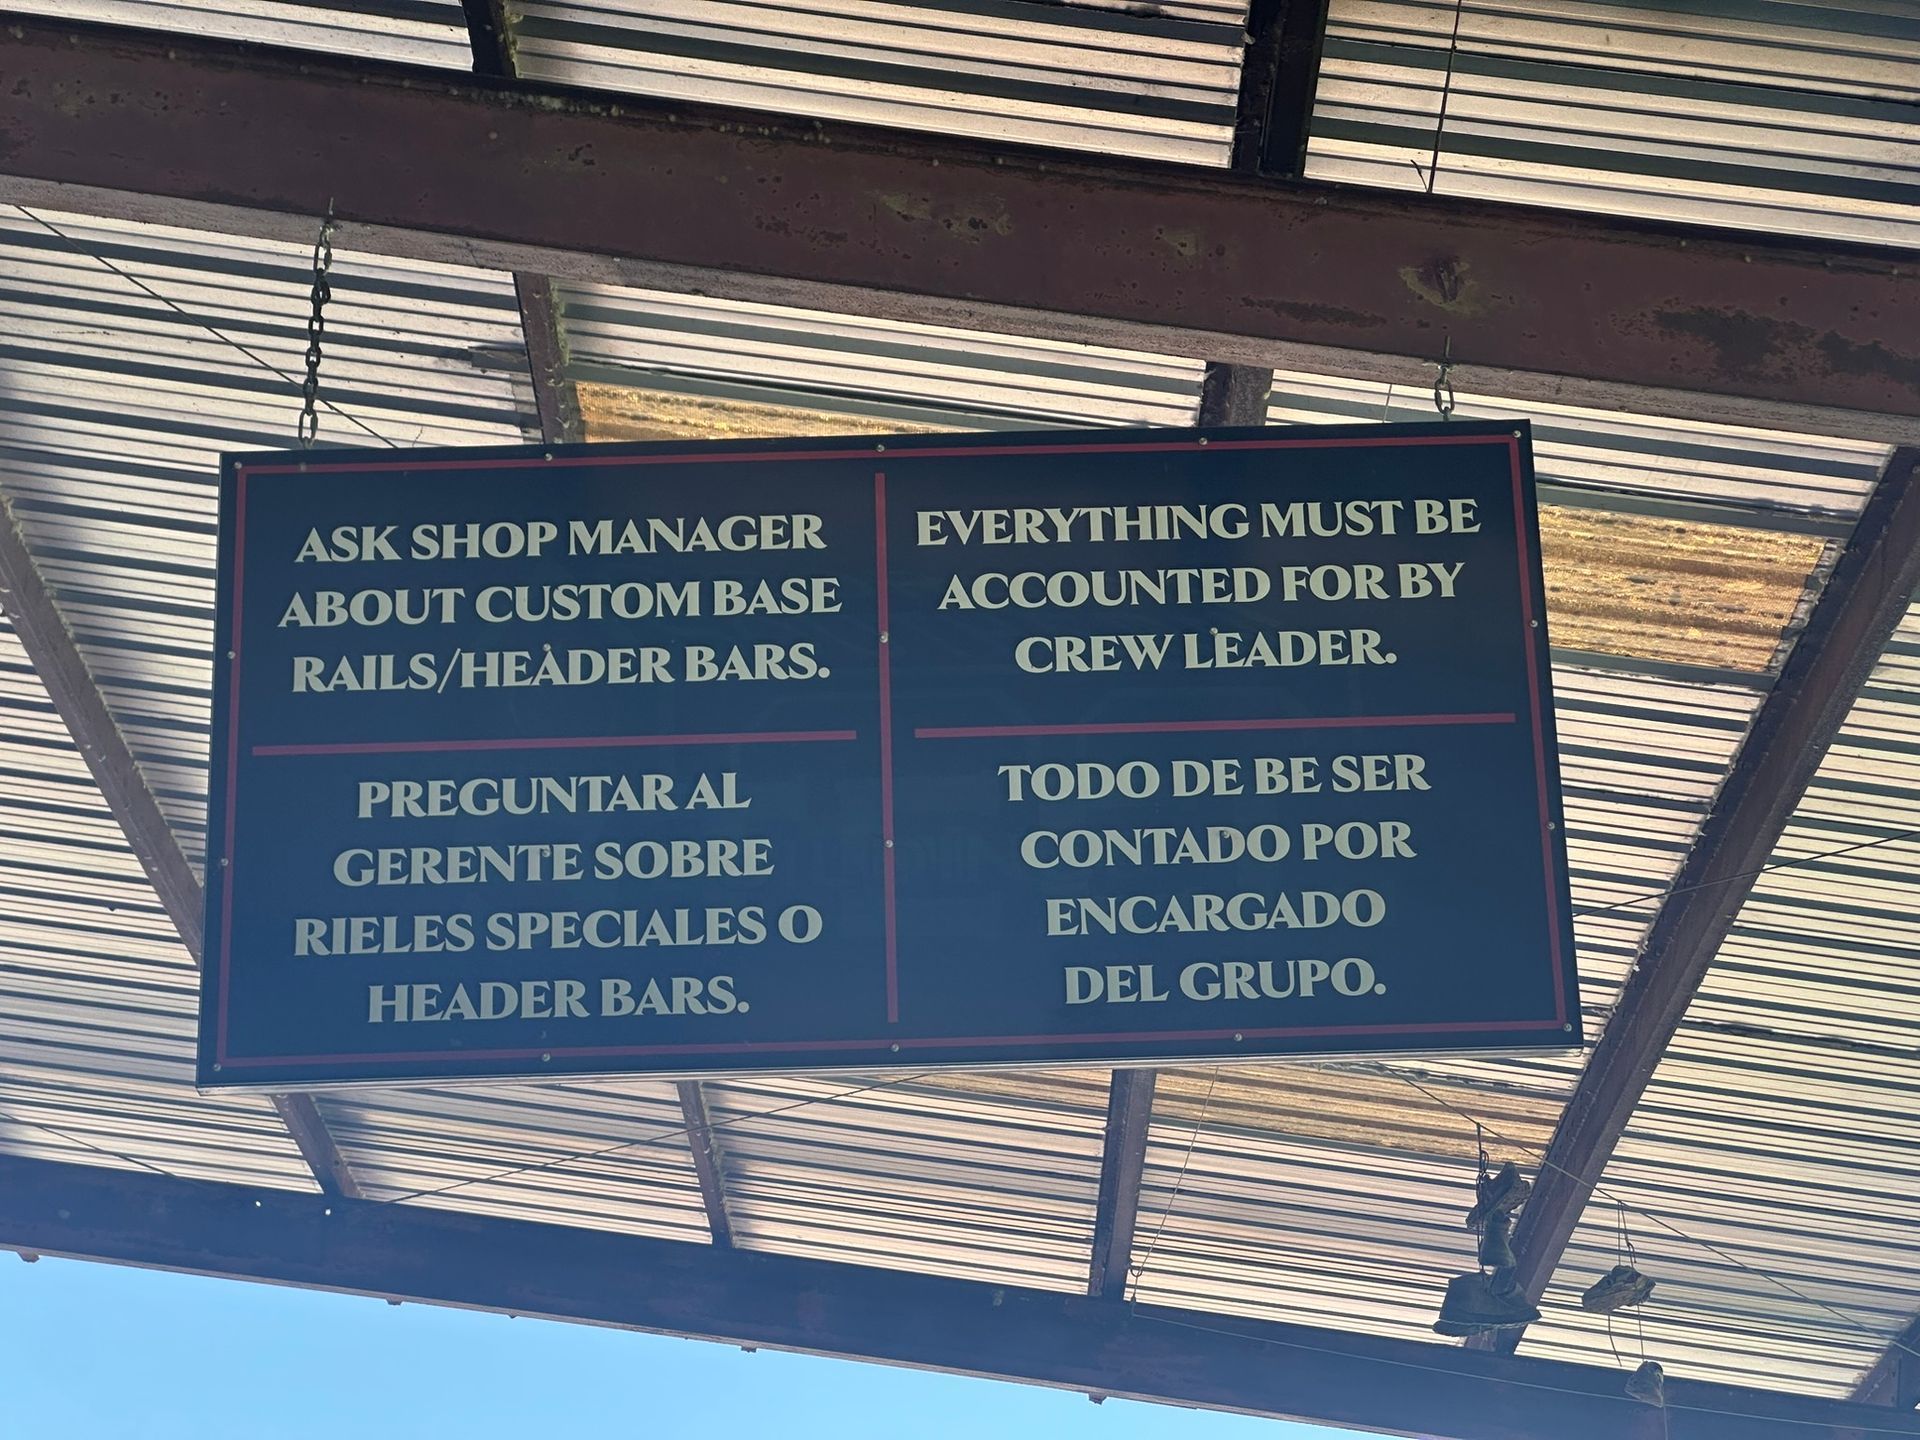 ASK SHOP MANAGER
ABOUT CUSTOM BASE
RAILS/HEADER BARS.
PREGUNTAR AL
GERENTE SOBRE
RIELES SPECIALES O
HEADER BARS.
EVERYTHING MUST BE
ACCOUNTED FOR BY
CREW LEADER.
TODO DE BE SER
CONTADO POR
ENCARGADO
DEL GRUPO.